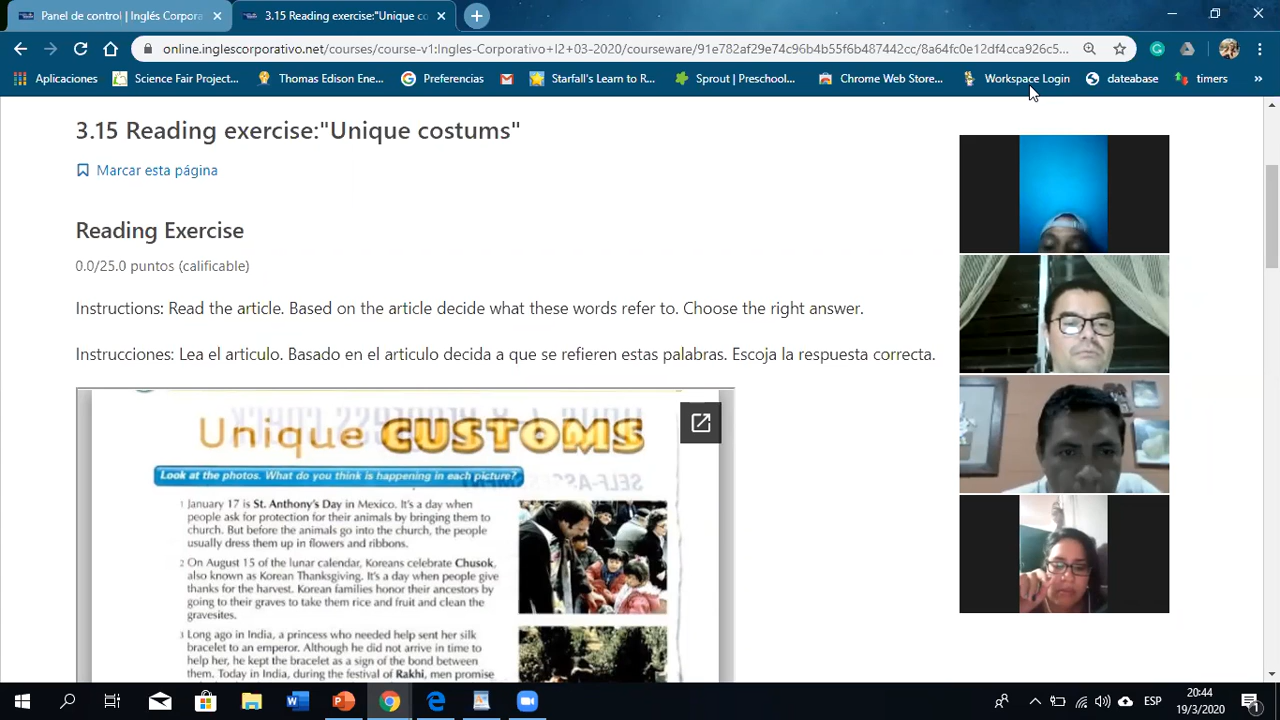 Panel de control | Inglés Corpora
3.15 Reading exercise:"Unique co
online.inglescorporativo.net/courses/course-v1:Ingles-Corporativo+I2+03-2020/courseware/91e782af29e74c96b4b55f6b487442cc/8a64fc0e12df4cca926c5...
Aplicaciones
Science Fair Project...
Thomas Edison Ene...
Preferencias
Starfall's Learn to R...
Sprout | Preschool...
Chrome Web Store...
Workspace Login
dateabase
timers
»
3.15 Reading exercise:"Unique costums"
Marcar esta página
Reading Exercise
0.0/25.0 puntos (calificable)
Instructions: Read the article. Based on the article decide what these words refer to. Choose the right answer.
Instrucciones: Lea el articulo. Basado en el articulo decida a que se refieren estas palabras. Escoja la respuesta correcta.
Unique CUSTOMS
Look at the photos. What do you think is happening in each picture?
1 January 17 is St. Anthony's Day in Mexico. It's a day when
people ask for protection for their animals by bringing them to
church. But before the animals go into the church, the people
usually dress them up in flowers and ribbons.
2 On August 15 of the lunar calendar, Koreans celebrate Chusok,
also known as Korean Thanksgiving. It's a day when people give
thanks for the harvest. Korean families honor their ancestors by
going to their graves to take them rice and fruit and clean the
gravesites.
3 Long ago in India, a princess who needed help sent her silk
bracelet to an emperor. Although he did not arrive in time to
help her, he kept the bracelet as a sign of the bond between
them. Today in India, during the festival of Rakhi, men promise
ESP
20:44
19/3/2020